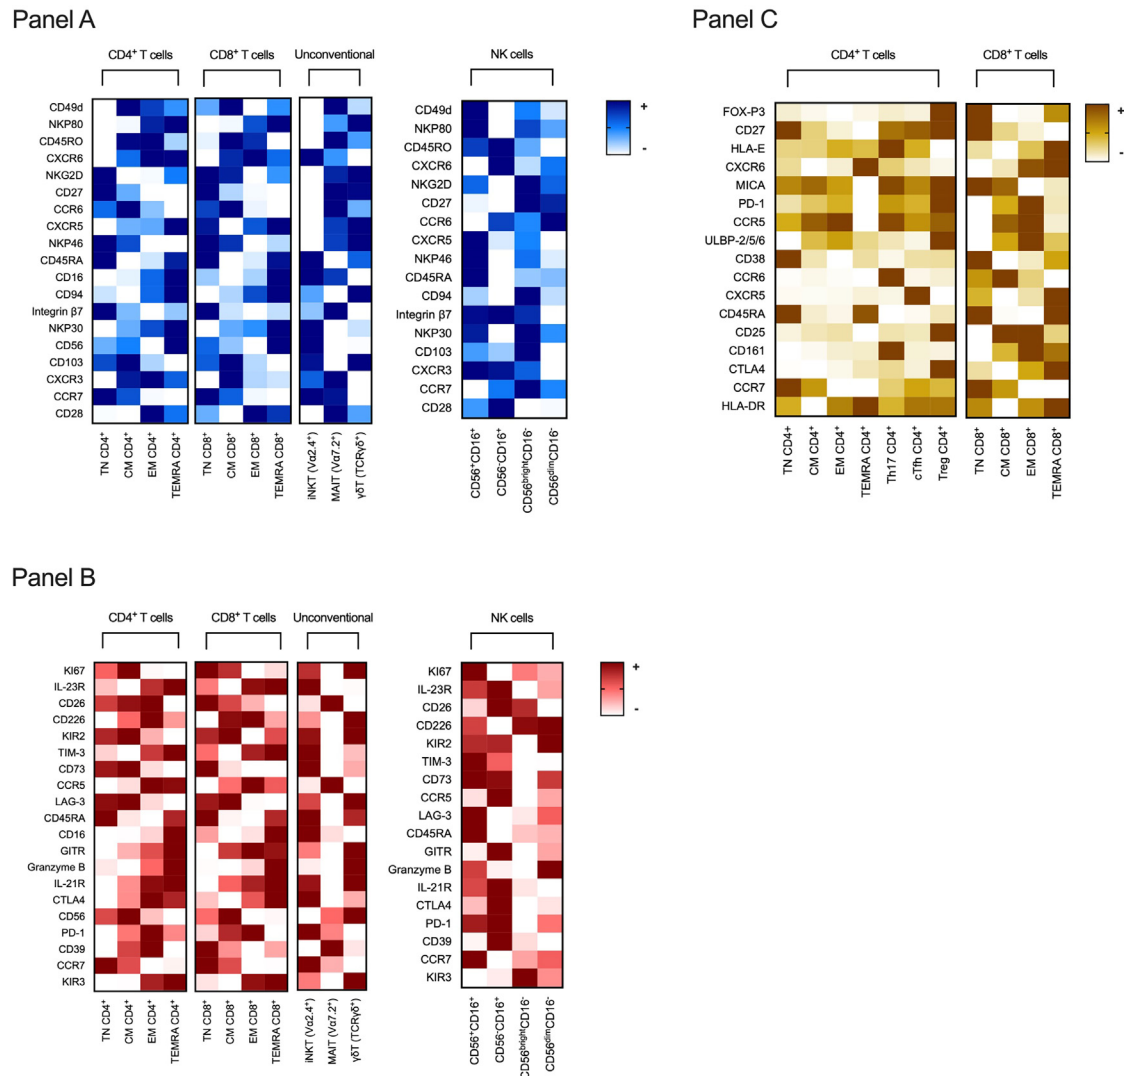 Panel A
CD4⁺ T cells
CD8⁺ T cells
Unconventional
NK cells
CD49d
NKP80
CD45RO
CXCR6
NKG2D
CD27
CCR6
CXCR5
NKP46
CD45RA
CD16
CD94
Integrin β7
NKP30
CD56
CD103
CXCR3
CCR7
CD28
TN CD4⁺
CM CD4⁺
EM CD4⁺
TEMRA CD4⁺
TN CD8⁺
CM CD8⁺
EM CD8⁺
TEMRA CD8⁺
iNKT (Vα2.4⁺)
MAIT (Vα7.2⁺)
γδT (TCRγδ⁺)
CD49d
NKP80
CD45RO
CXCR6
NKG2D
CD27
CCR6
CXCR5
NKP46
CD45RA
CD94
Integrin β7
NKP30
CD103
CXCR3
CCR7
CD28
CD56⁺CD16⁺
CD56⁻CD16⁺
CD56brightCD16⁻
CD56dimCD16⁻
+
-
Panel C
CD4⁺ T cells
CD8⁺ T cells
FOX-P3
CD27
HLA-E
CXCR6
MICA
PD-1
CCR5
ULBP-2/5/6
CD38
CCR6
CXCR5
CD45RA
CD25
CD161
CTLA4
CCR7
HLA-DR
TN CD4+
CM CD4⁺
EM CD4⁺
TEMRA CD4⁺
Th17 CD4⁺
cTfh CD4⁺
Treg CD4⁺
TN CD8⁺
CM CD8⁺
EM CD8⁺
TEMRA CD8⁺
+
-
Panel B
CD4⁺ T cells
CD8⁺ T cells
Unconventional
NK cells
KI67
IL-23R
CD26
CD226
KIR2
TIM-3
CD73
CCR5
LAG-3
CD45RA
CD16
GITR
Granzyme B
IL-21R
CTLA4
CD56
PD-1
CD39
CCR7
KIR3
TN CD4⁺
CM CD4⁺
EM CD4⁺
TEMRA CD4⁺
TN CD8⁺
CM CD8⁺
EM CD8⁺
TEMRA CD8⁺
iNKT (Vα2.4⁺)
MAIT (Vα7.2⁺)
γδT (TCRγδ⁺)
KI67
IL-23R
CD26
CD226
KIR2
TIM-3
CD73
CCR5
LAG-3
CD45RA
GITR
Granzyme B
IL-21R
CTLA4
PD-1
CD39
CCR7
KIR3
CD56⁺CD16⁺
CD56⁻CD16⁺
CD56brightCD16⁻
CD56dimCD16⁻
+
-